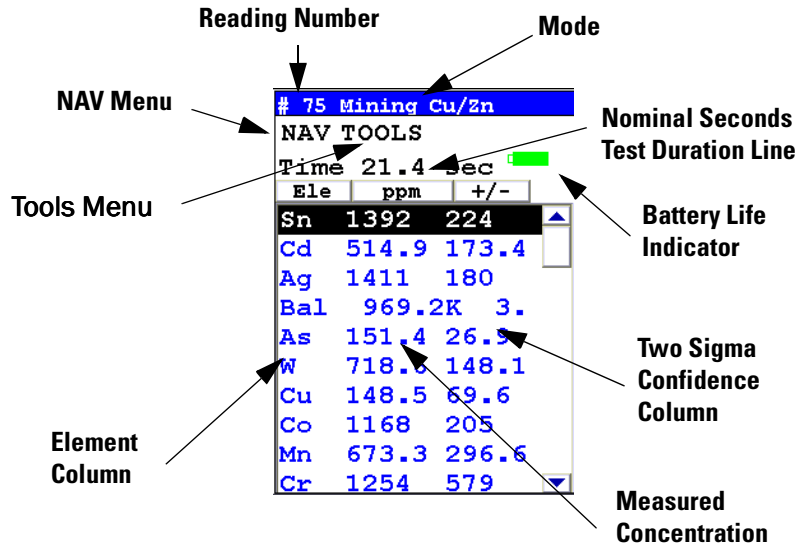 Reading Number
Mode
NAV Menu
# 75 Mining Cu/Zn
NAV TOOLS
Nominal Seconds
Test Duration Line
Time 21.4 Sec
Ele ppm +/-
Tools Menu
Battery Life
Indicator
Sn 1392 224
Cd 514.9 173.4
Ag 1411 180
Bal 969.2K 3.
As 151.4 26.9
W 718.6 148.1
Cu 148.5 69.6
Co 1168 205
Mn 673.3 296.6
Cr 1254 579
Two Sigma
Confidence
Column
Element
Column
Measured
Concentration